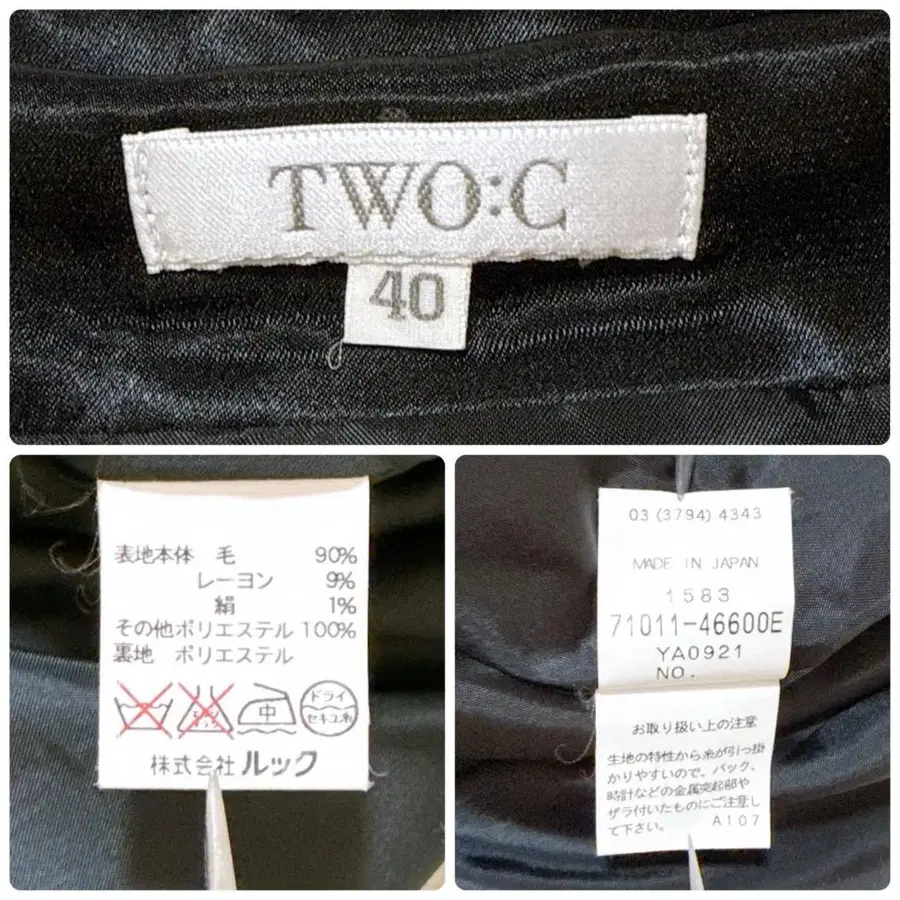 TWO:C
40
表地本体 毛 90%
レーヨン 9%
絹 1%
その他ポリエステル 100%
裏地 ポリエステル
中
ドライ
セキユ系
株式会社 ルック
03 (3794) 4343
MADE IN JAPAN
1583
71011-46600E
YA0921
NO.
お取り扱い上の注意
生地の特性から糸が引っ掛
かりやすいので、バック、
時計などの金属突起部や
ザラ付いたものにご注意し
て下さい。 A107